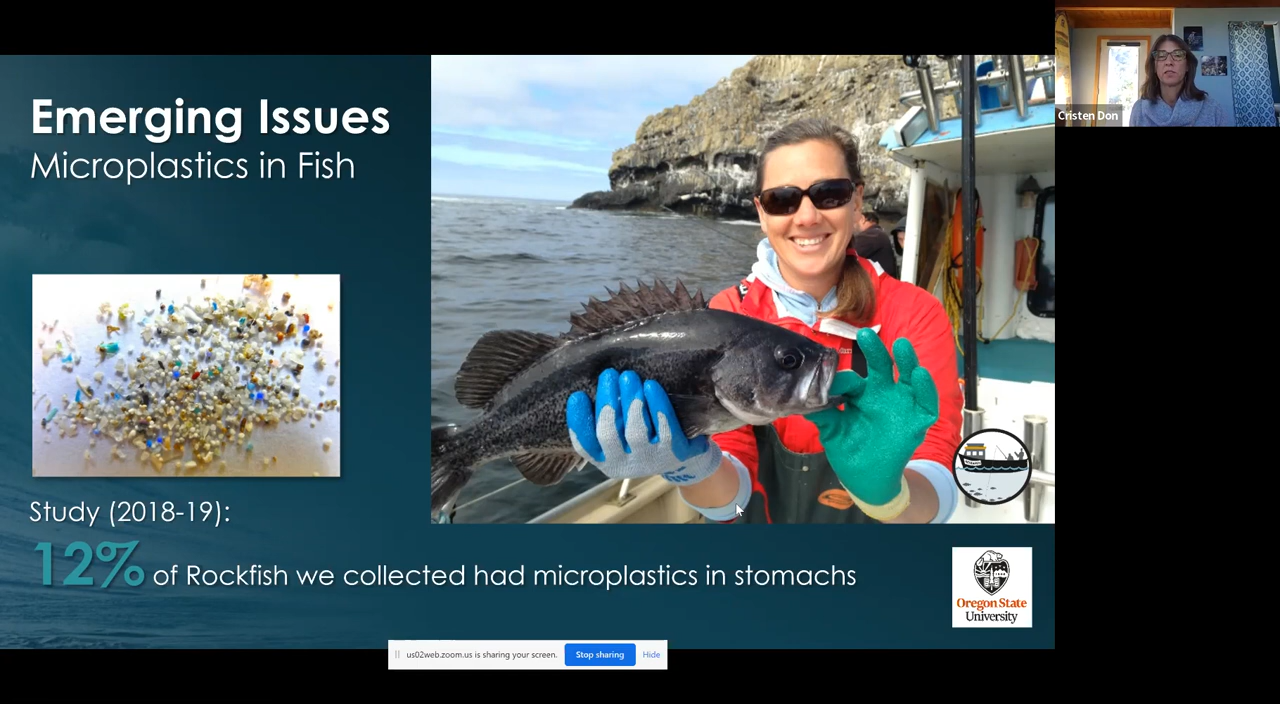 Emerging Issues
Microplastics in Fish
Cristen Don
Study (2018-19):
12% of Rockfish we collected had microplastics in stomachs
Oregon State
University
us02web.zoom.us is sharing your screen.
Stop sharing
Hide